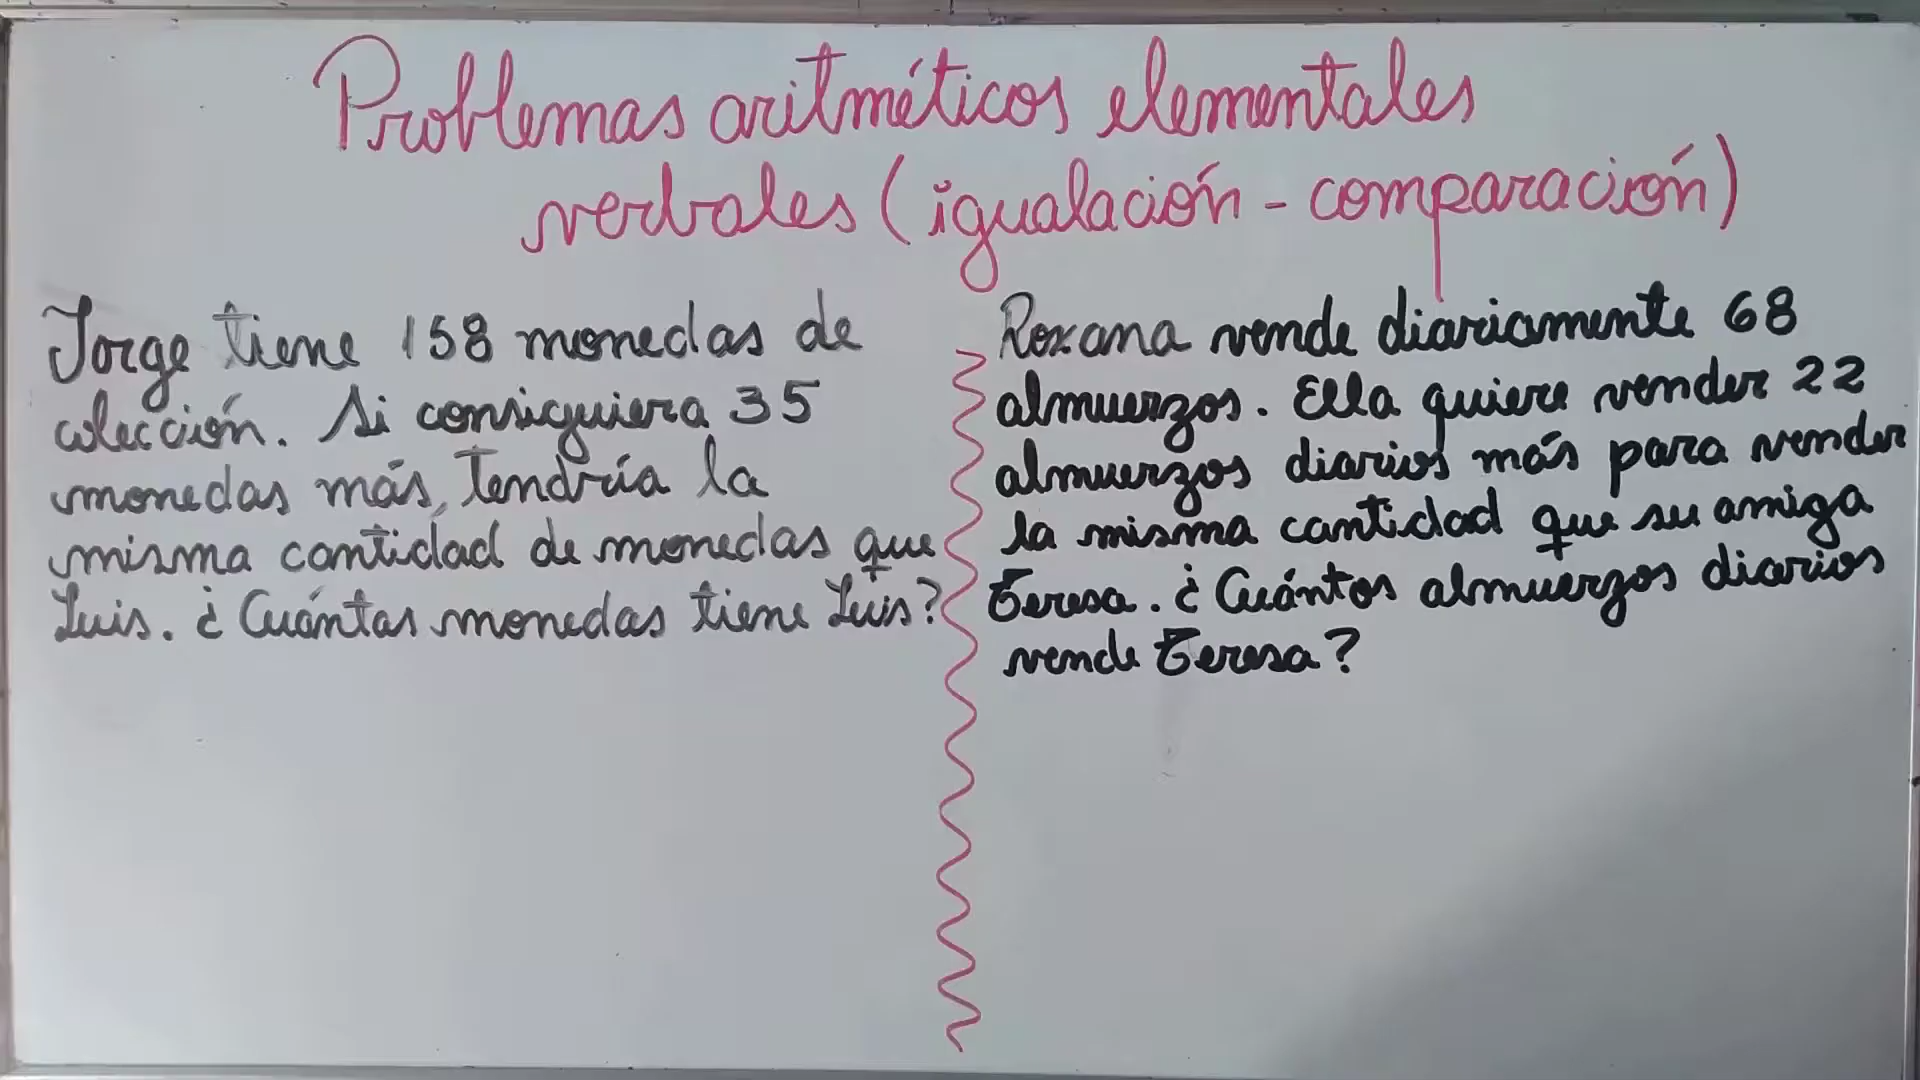 Problemas aritméticos elementales
verbales (igualación - comparación)
Jorge tiene 158 monedas de
colección. Si consiguiera 35
monedas más, tendría la
misma cantidad de monedas que
Luis. ¿Cuántas monedas tiene Luis?
Roxana vende diariamente 68
almuerzos. Ella quiere vender 22
almuerzos diarios más para vender
la misma cantidad que su amiga
Teresa. ¿Cuántos almuerzos diarios
vende Teresa?